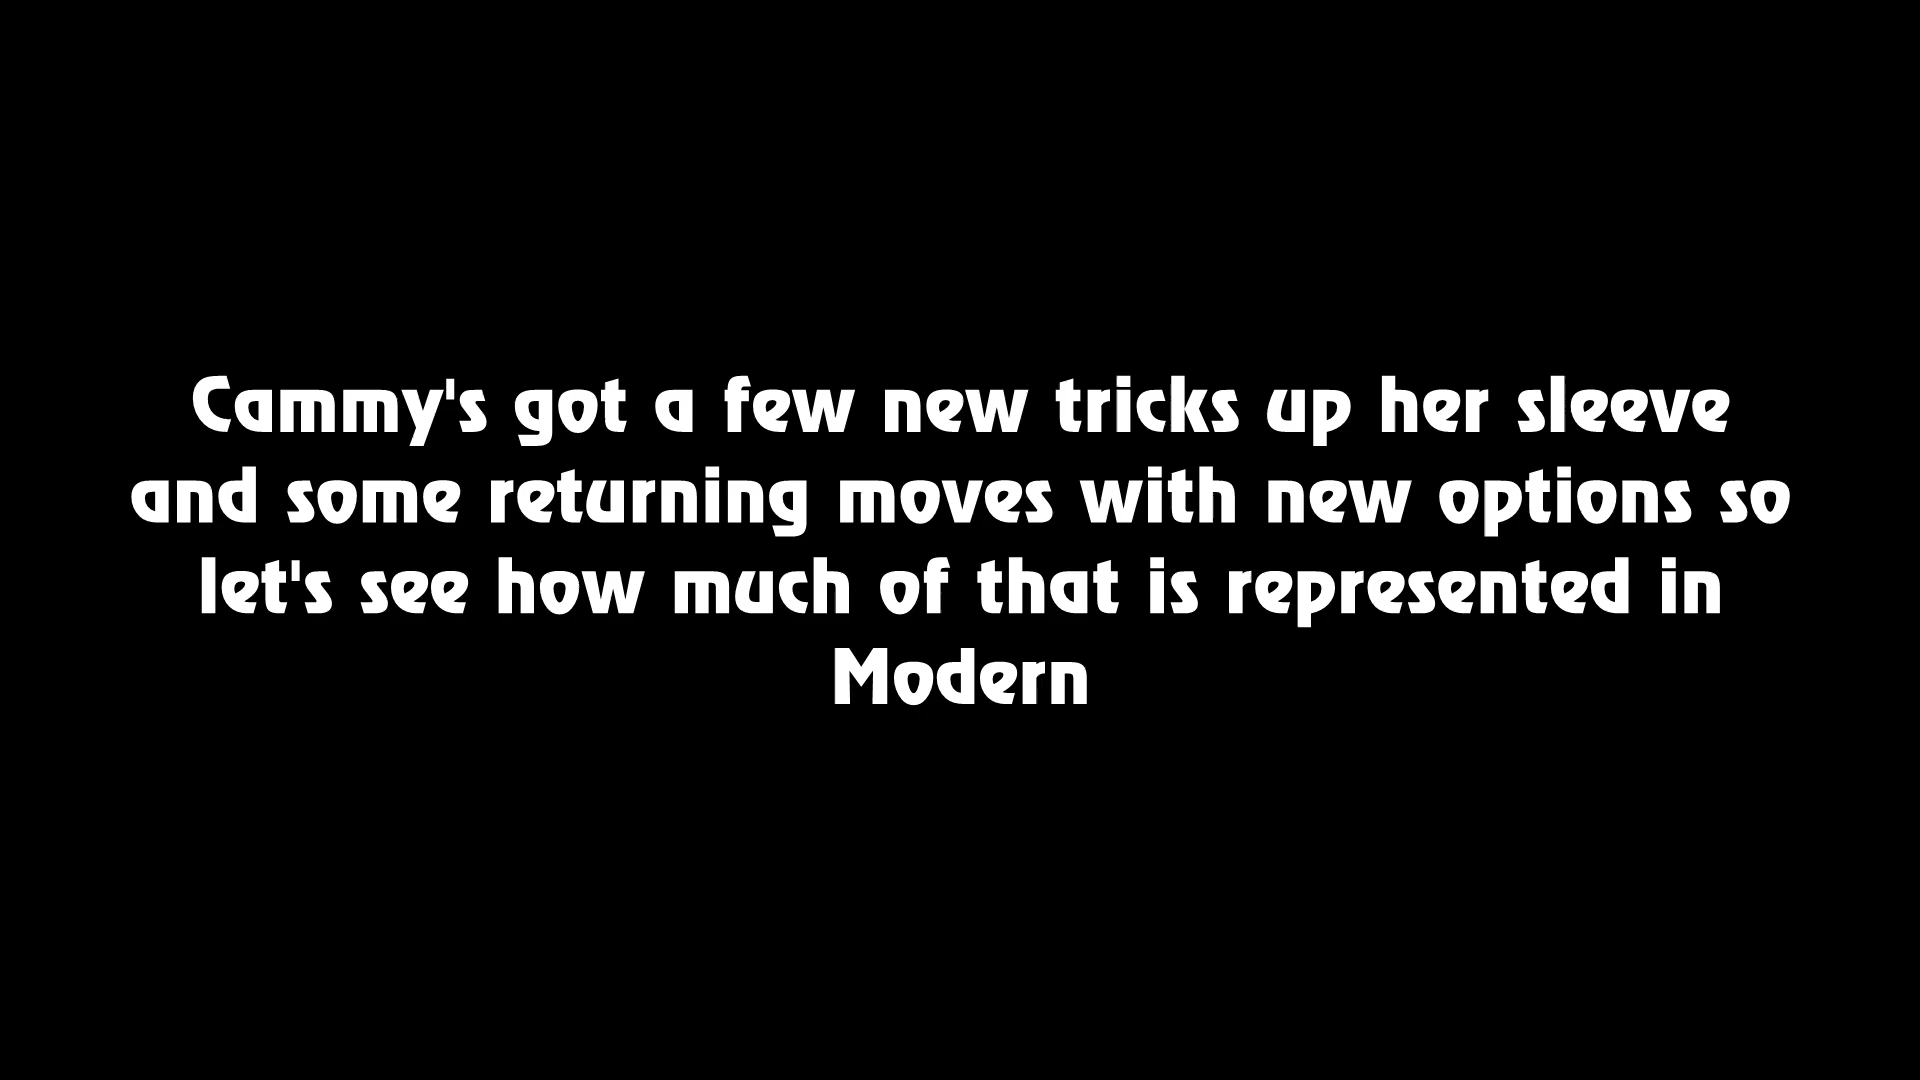 Cammy's got a few new tricks up her sleeve
and some returning moves with new options so
let's see how much of that is represented in
Modern